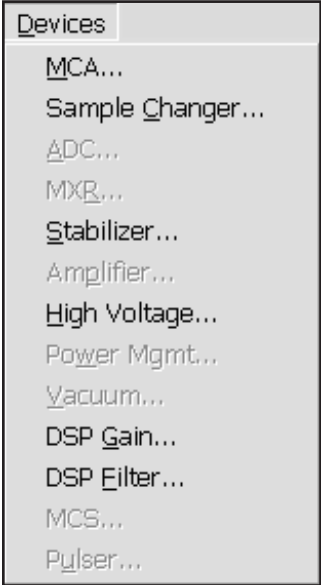 Devices
MCA...
Sample Changer...
ADC...
MXR...
Stabilizer...
Amplifier...
High Voltage...
Power Mgmt...
Vacuum...
DSP Gain...
DSP Filter...
MCS...
Pulser...